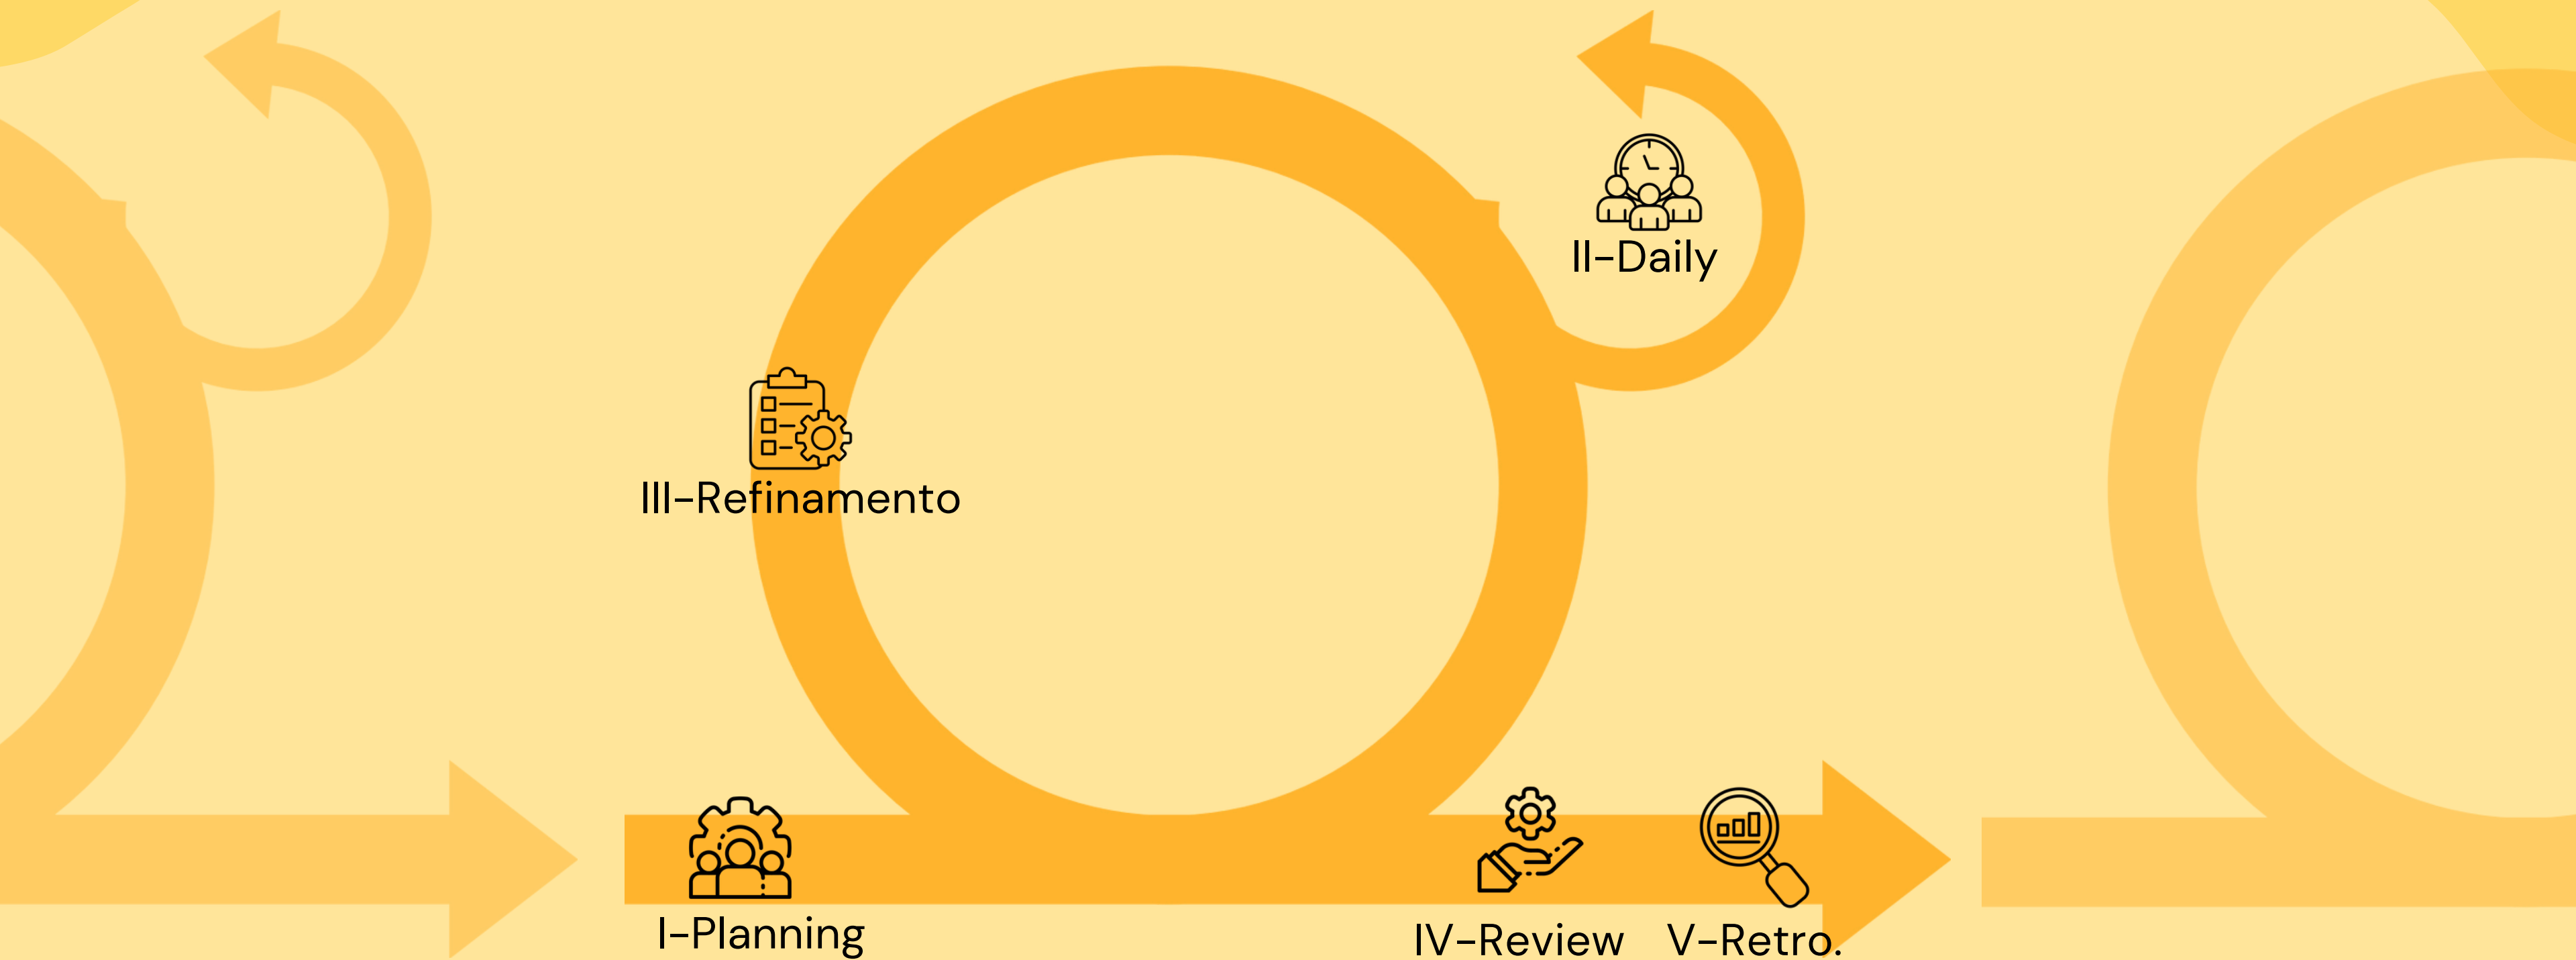 II-Daily
III-Refinamento
I-Planning
IV-Review
V-Retro.